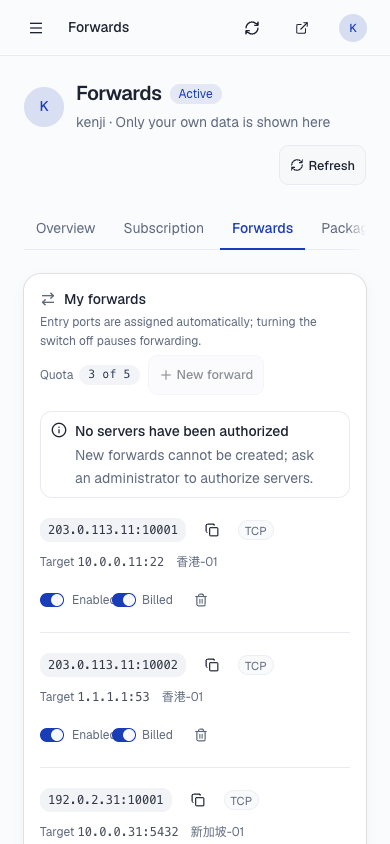 Forwards
K
K
Forwards
Active
kenji · Only your own data is shown here
Refresh
Overview Subscription Forwards Packag
My forwards
Entry ports are assigned automatically; turning the
switch off pauses forwarding.
Quota 3 of 5 + New forward
No servers have been authorized
New forwards cannot be created; ask
an administrator to authorize servers.
203.0.113.11:10001 TCP
Target 10.0.0.11:22 香港-01
Enabled Billed
203.0.113.11:10002 TCP
Target 1.1.1.1:53 香港-01
Enabled Billed
192.0.2.31:10001 TCP
Target 10.0.0.31:5432 新加坡-01